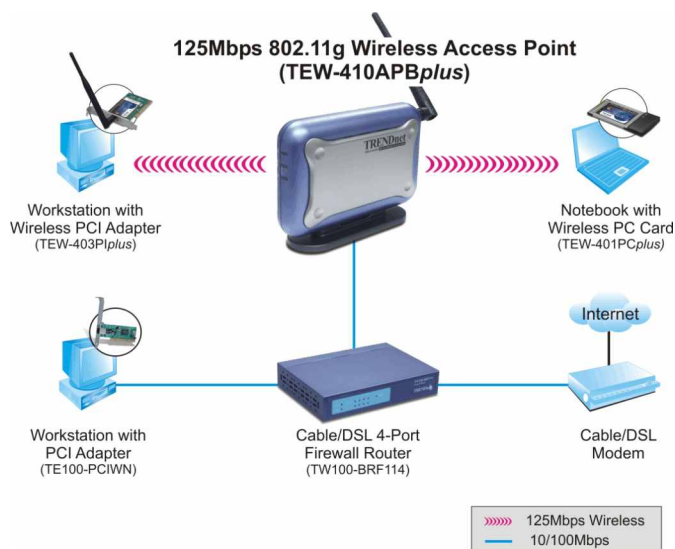 125Mbps 802.11g Wireless Access Point
(TEW-410APBplus)
TRENDnet
Workstation with
Wireless PCI Adapter
(TEW-403PIplus)
Notebook with
Wireless PC Card
(TEW-401PCplus)
Internet
Workstation with
PCI Adapter
(TE100-PCIWN)
Cable/DSL 4-Port
Firewall Router
(TW100-BRF114)
Cable/DSL
Modem
125Mbps Wireless
10/100Mbps